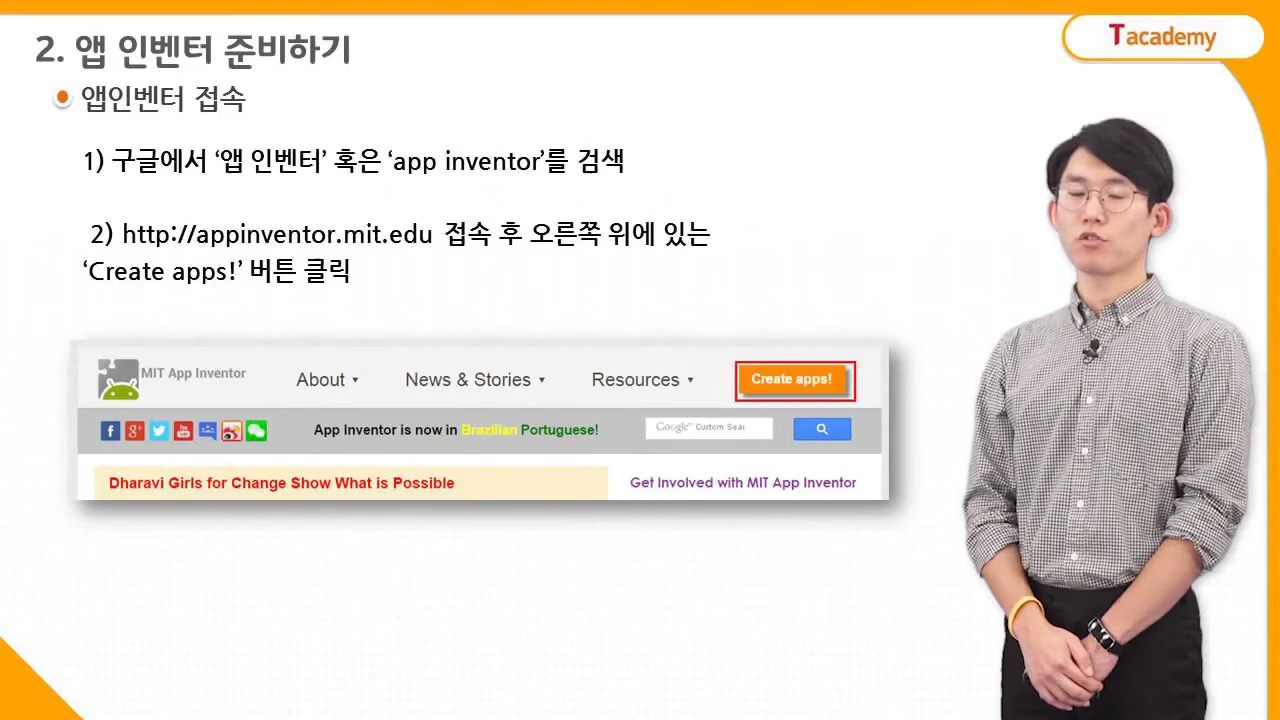 2. 앱 인벤터 준비하기
Tacademy
앱인벤터 접속
1) 구글에서 ‘앱 인벤터’ 혹은 ‘app inventor’를 검색
2) http://appinventor.mit.edu 접속 후 오른쪽 위에 있는
‘Create apps!’ 버튼 클릭
MIT App Inventor
About
News & Stories
Resources
Create apps!
App Inventor is now in Brazilian Portuguese!
Google™ Custom Sear
Dharavi Girls for Change Show What is Possible
Get Involved with MIT App Inventor